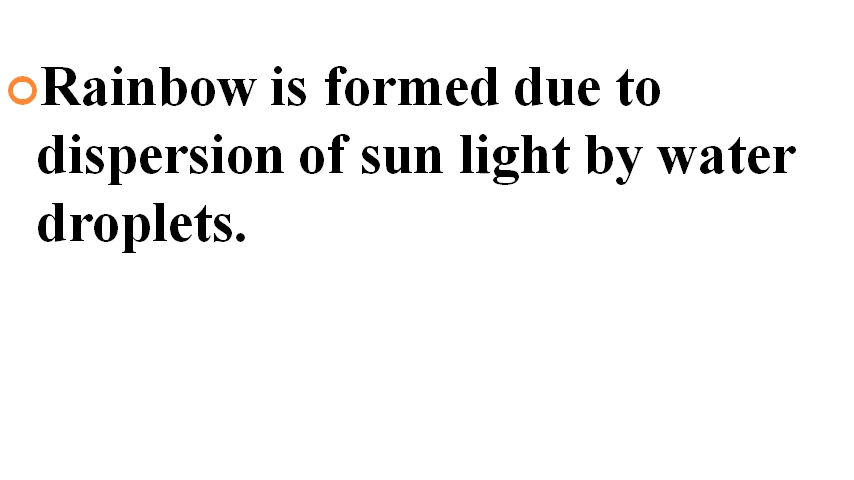 Rainbow is formed due to
dispersion of sun light by water
droplets.